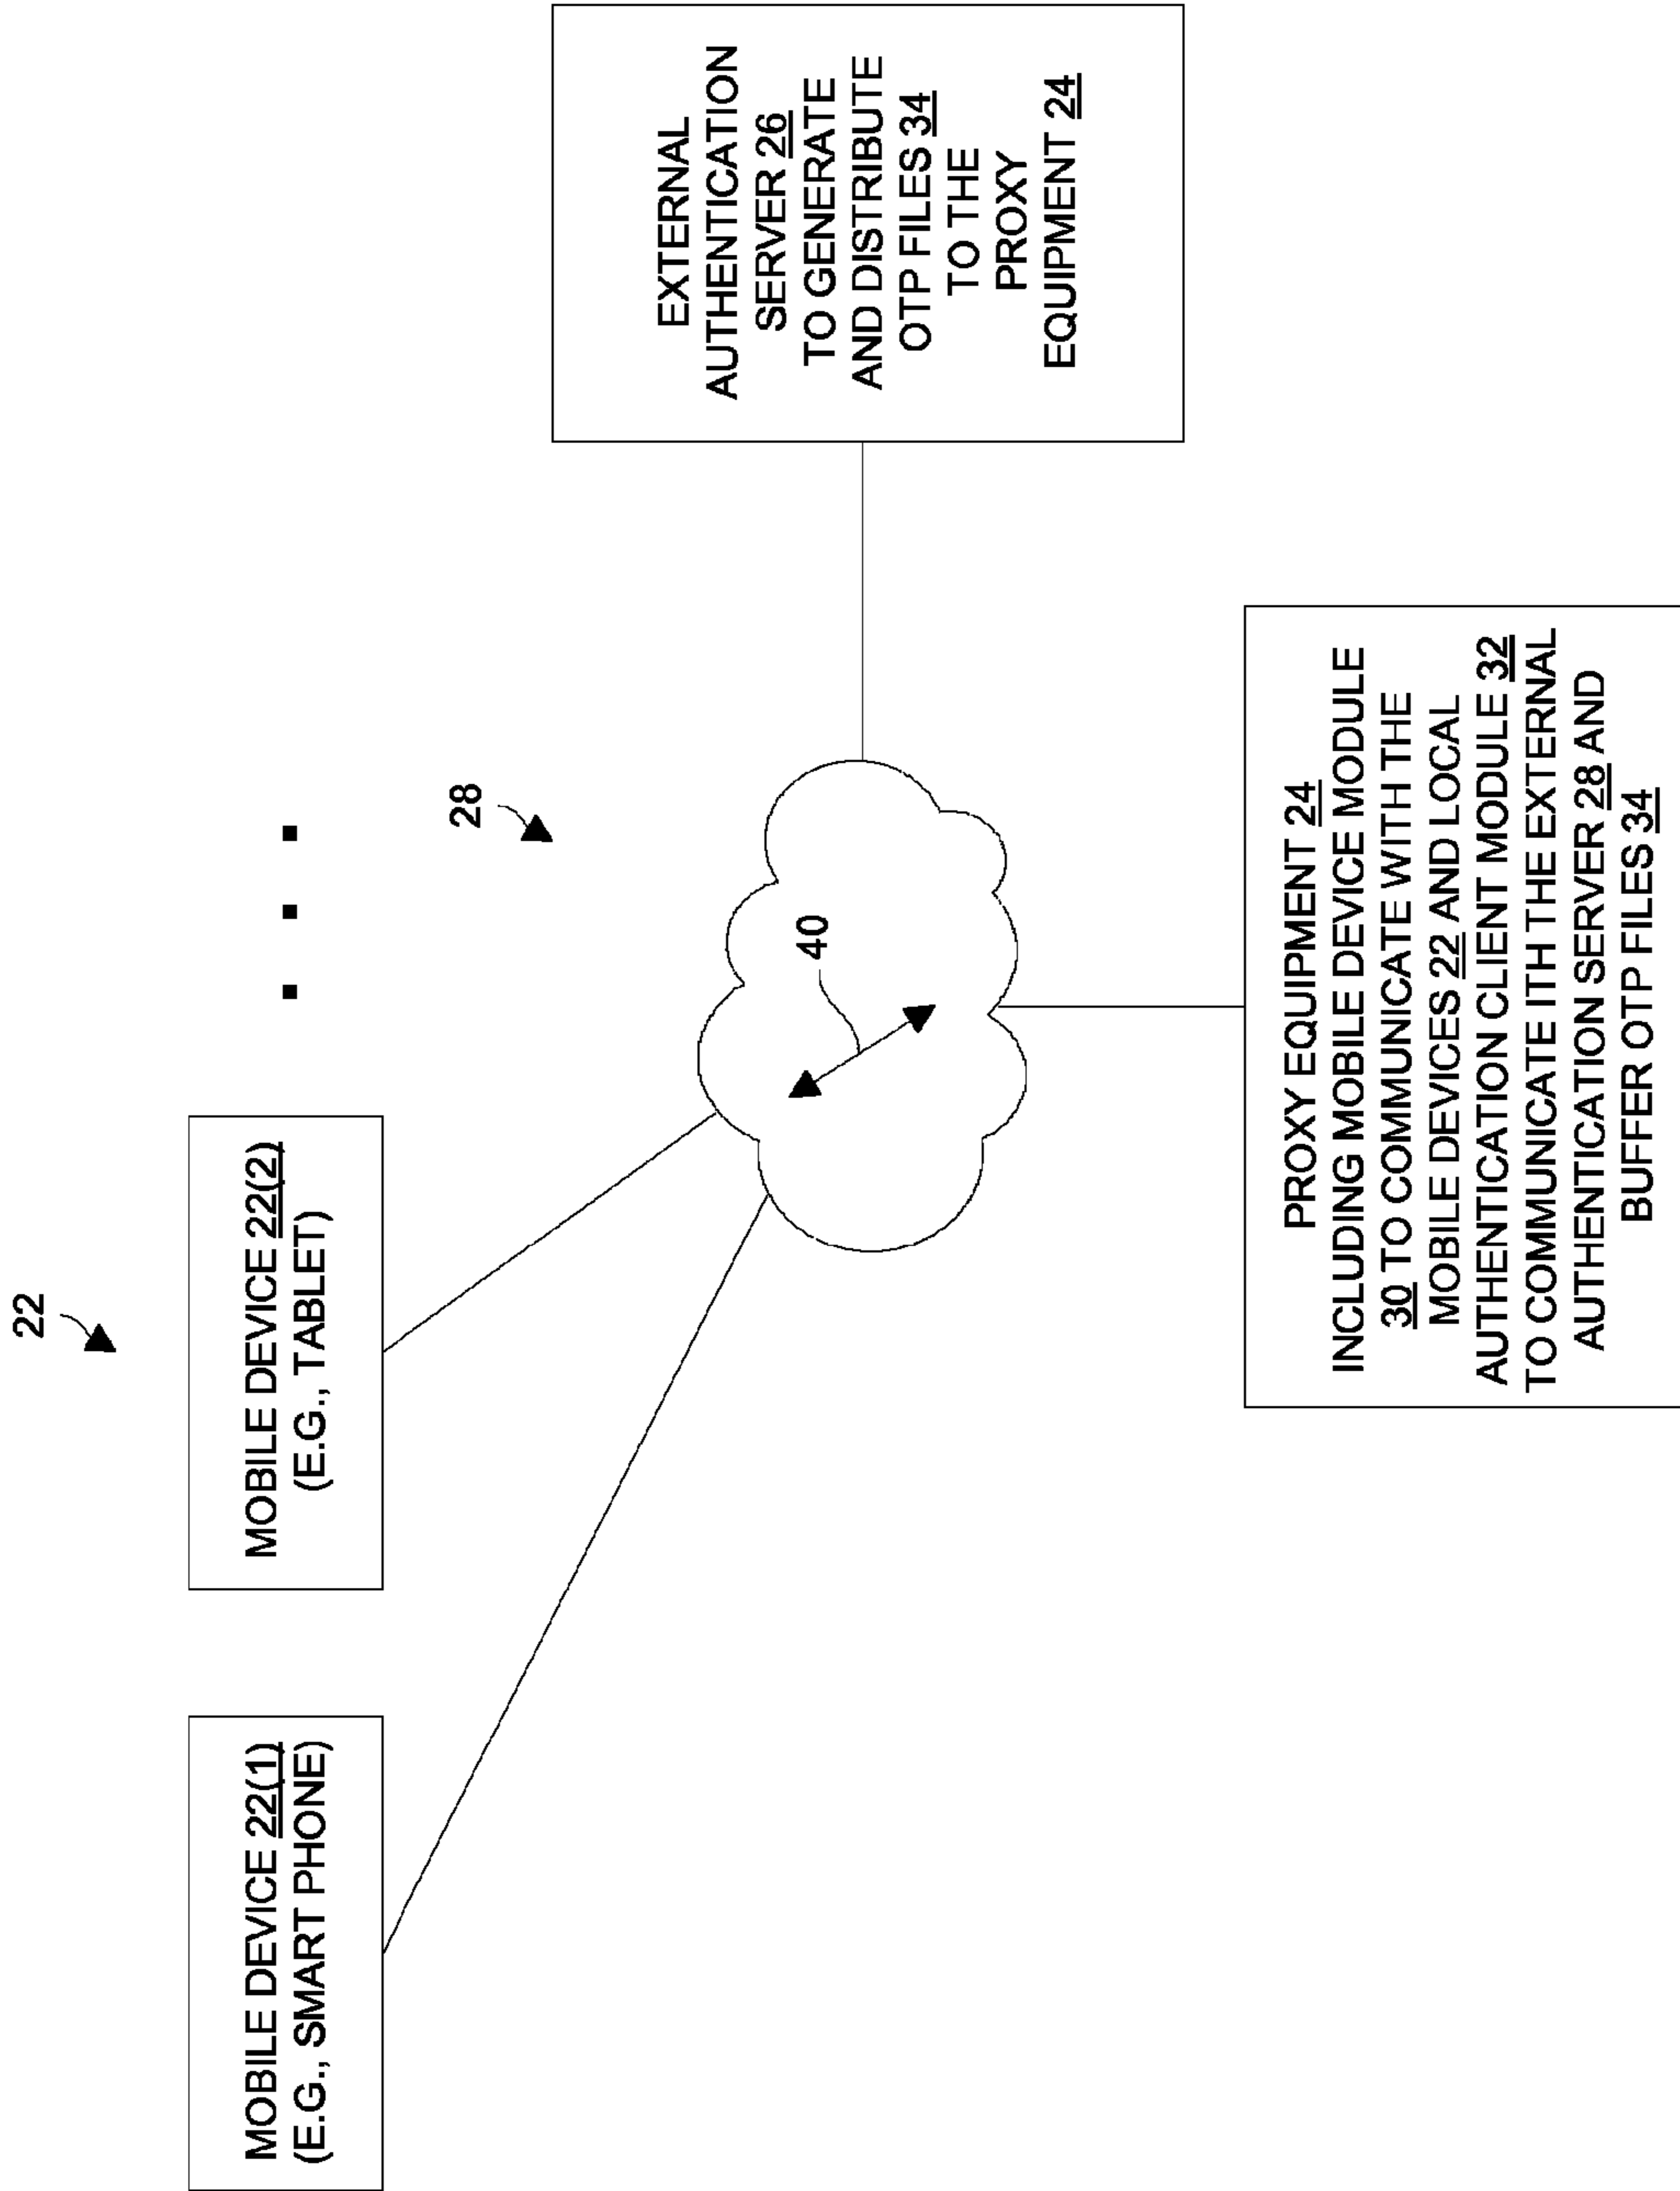 22
MOBILE DEVICE 22(1)
(E.G., SMART PHONE)
MOBILE DEVICE 22(2)
(E.G., TABLET)
28
40
EXTERNAL
AUTHENTICATION
SERVER 26
TO GENERATE
AND DISTRIBUTE
OTP FILES 34
TO THE
PROXY
EQUIPMENT 24
PROXY EQUIPMENT 24
INCLUDING MOBILE DEVICE MODULE
30 TO COMMUNICATE WITH THE
MOBILE DEVICES 22 AND LOCAL
AUTHENTICATION CLIENT MODULE 32
TO COMMUNICATE ITH THE EXTERNAL
AUTHENTICATION SERVER 28 AND
BUFFER OTP FILES 34